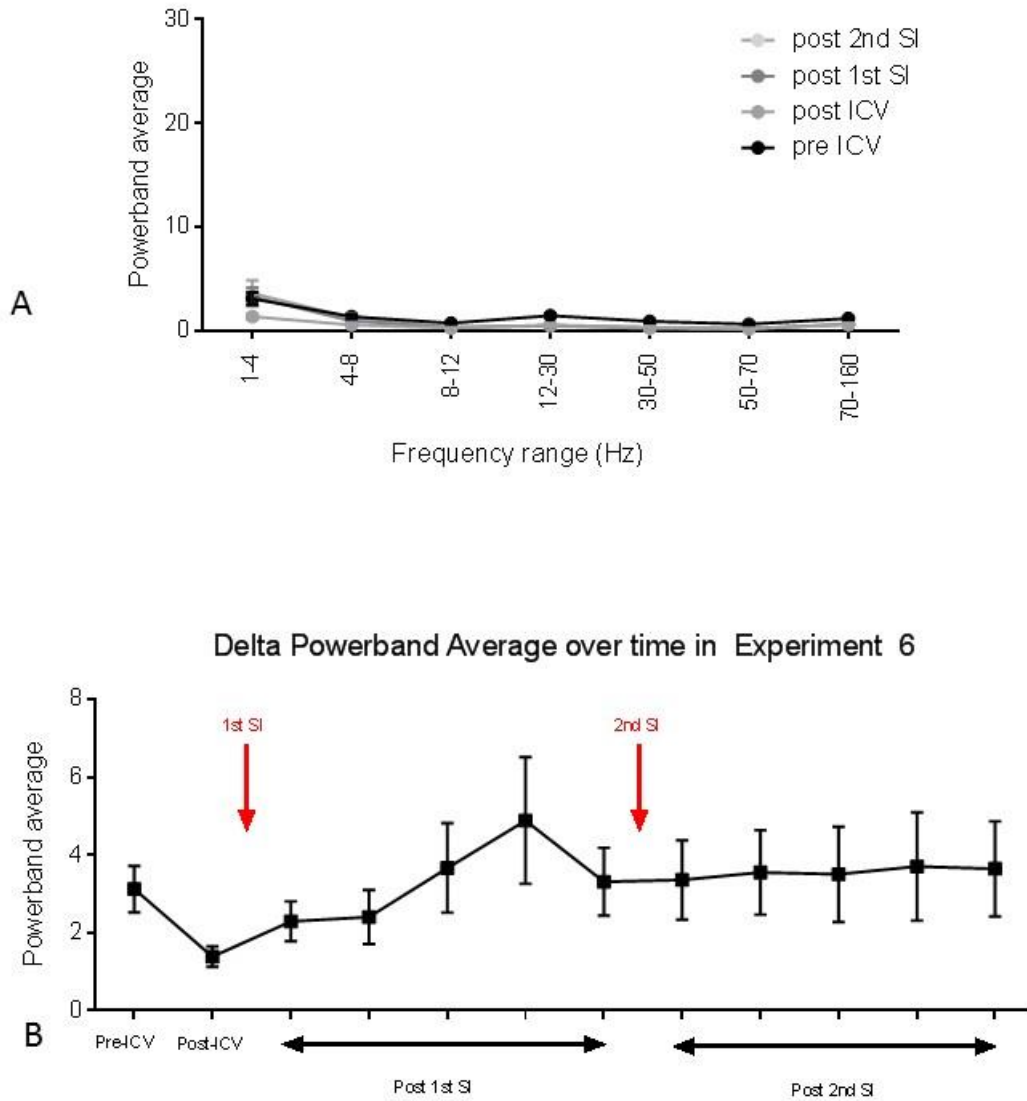 30
20
10
0
Powerband average
post 2nd SI
post 1st SI
post ICV
pre ICV
A
1-4
4-8
8-12
12-30
30-50
50-70
70-160
Frequency range (Hz)
Delta Powerband Average over time in Experiment 6
8
6
4
2
0
Powerband average
1st SI
2nd SI
B
Pre-ICV
Post-ICV
Post 1st SI
Post 2nd SI